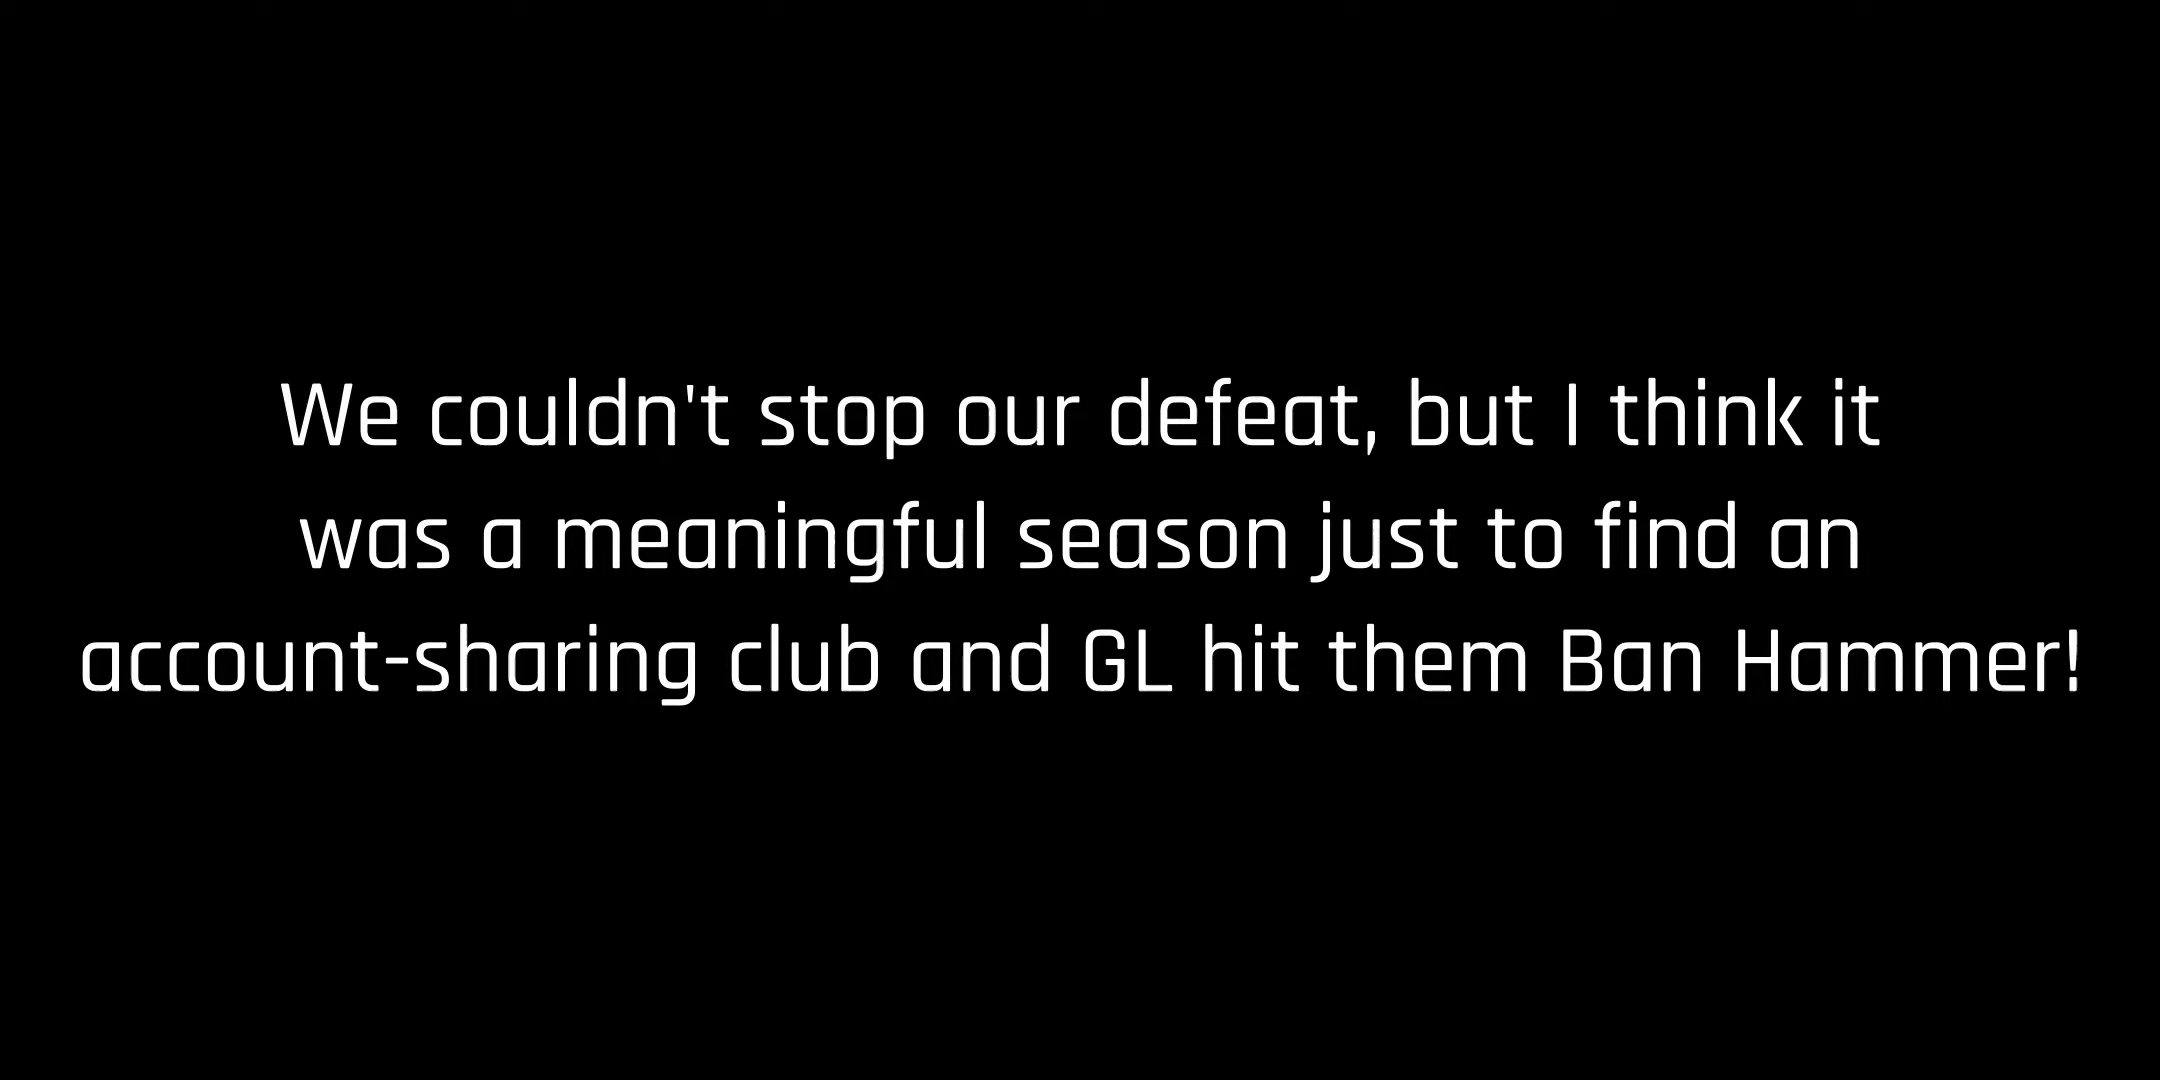 We couldn't stop our defeat, but I think it
was a meaningful season just to find an
account-sharing club and GL hit them Ban Hammer!